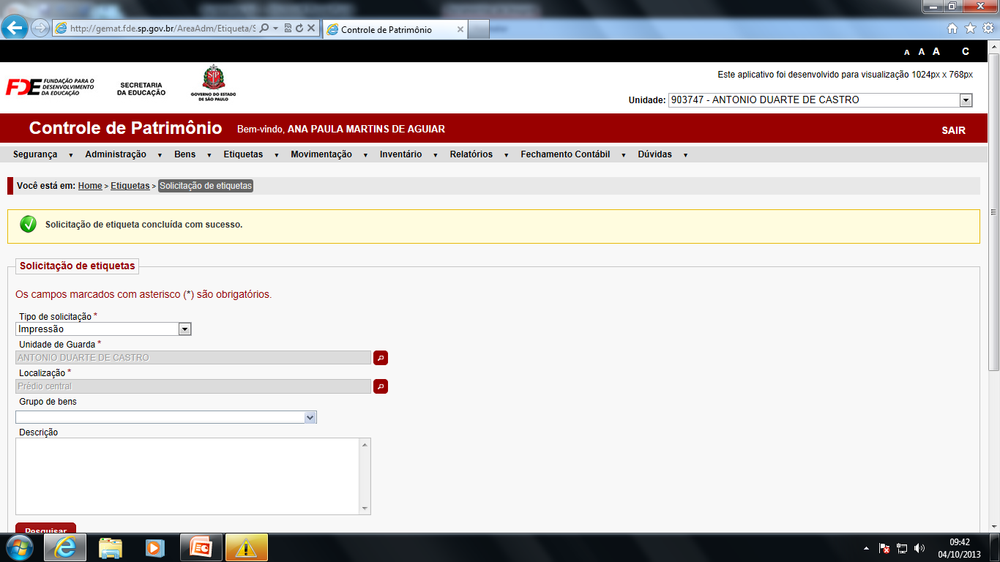 http://gemat.fde.sp.gov.br/AreaAdm/Etiqueta/S
Controle de Patrimônio
A A A C
FDE FUNDAÇÃO PARA O DESENVOLVIMENTO DA EDUCAÇÃO
SECRETARIA DA EDUCAÇÃO
GOVERNO DO ESTADO DE SÃO PAULO
Este aplicativo foi desenvolvido para visualização 1024px x 768px
Unidade: 903747 - ANTONIO DUARTE DE CASTRO
Controle de Patrimônio Bem-vindo, ANA PAULA MARTINS DE AGUIAR SAIR
Segurança Administração Bens Etiquetas Movimentação Inventário Relatórios Fechamento Contábil Dúvidas
Você está em: Home > Etiquetas > Solicitação de etiquetas
Solicitação de etiqueta concluída com sucesso.
Solicitação de etiquetas
Os campos marcados com asterisco (*) são obrigatórios.
Tipo de solicitação *
Impressão
Unidade de Guarda *
ANTONIO DUARTE DE CASTRO
Localização *
Prédio central
Grupo de bens
Descrição
Pesquisar
09:42
04/10/2013